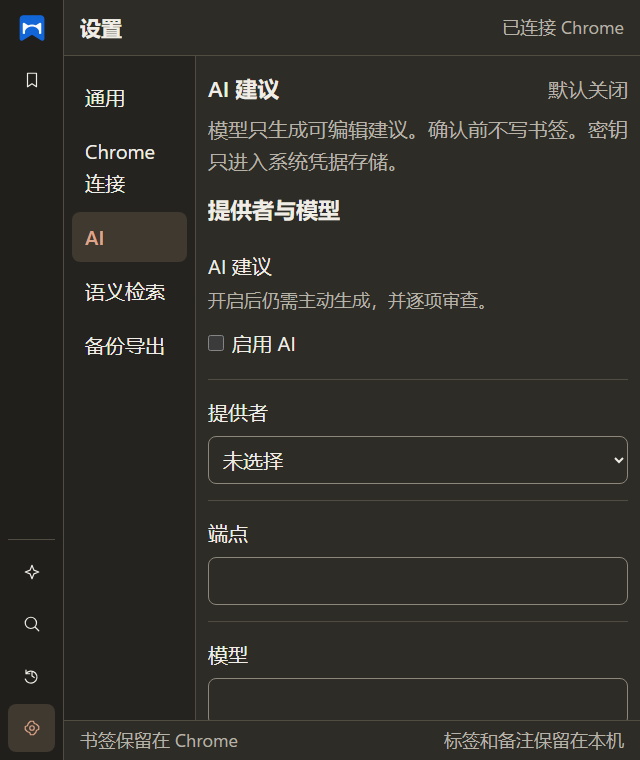 设置
已连接 Chrome
通用
Chrome
连接
AI
语义检索
备份导出
AI 建议
默认关闭
模型只生成可编辑建议。确认前不写书签。密钥
只进入系统凭据存储。
提供者与模型
AI 建议
开启后仍需主动生成，并逐项审查。
启用 AI
提供者
未选择
端点
模型
书签保留在 Chrome
标签和备注保留在本机